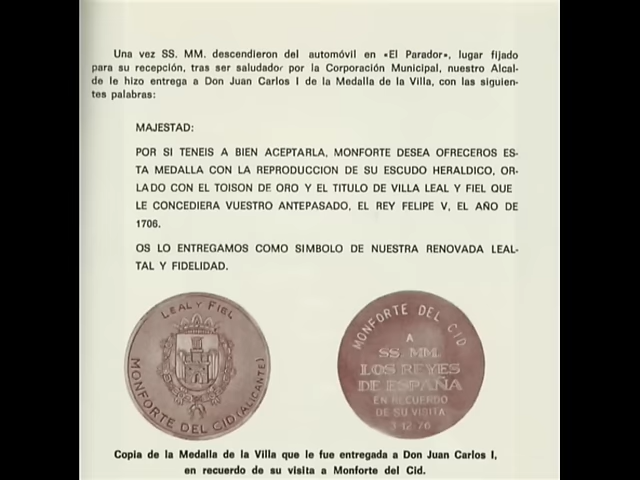 Una vez SS. MM. descendieron del automóvil en «El Parador», lugar fijado
para su recepción, tras ser saludador por la Corporación Municipal, nuestro Alcal-
de le hizo entrega a Don Juan Carlos I de la Medalla de la Villa, con las siguien-
tes palabras:
MAJESTAD:
POR SI TENEIS A BIEN ACEPTARLA, MONFORTE DESEA OFRECEROS ES-
TA MEDALLA CON LA REPRODUCCION DE SU ESCUDO HERALDICO, OR-
LADO CON EL TOISON DE ORO Y EL TITULO DE VILLA LEAL Y FIEL QUE
LE CONCEDIERA VUESTRO ANTEPASADO, EL REY FELIPE V, EL AÑO DE
1706.
OS LO ENTREGAMOS COMO SIMBOLO DE NUESTRA RENOVADA LEAL-
TAL Y FIDELIDAD.
LEAL Y FIEL
MONFORTE DEL CID (ALICANTE)
MONFORTE DEL CID
A
SS. MM.
LOS REYES
DE ESPAÑA
EN RECUERDO
DE SU VISITA
3-12-76
Copia de la Medalla de la Villa que le fue entregada a Don Juan Carlos I,
en recuerdo de su visita a Monforte del Cid.